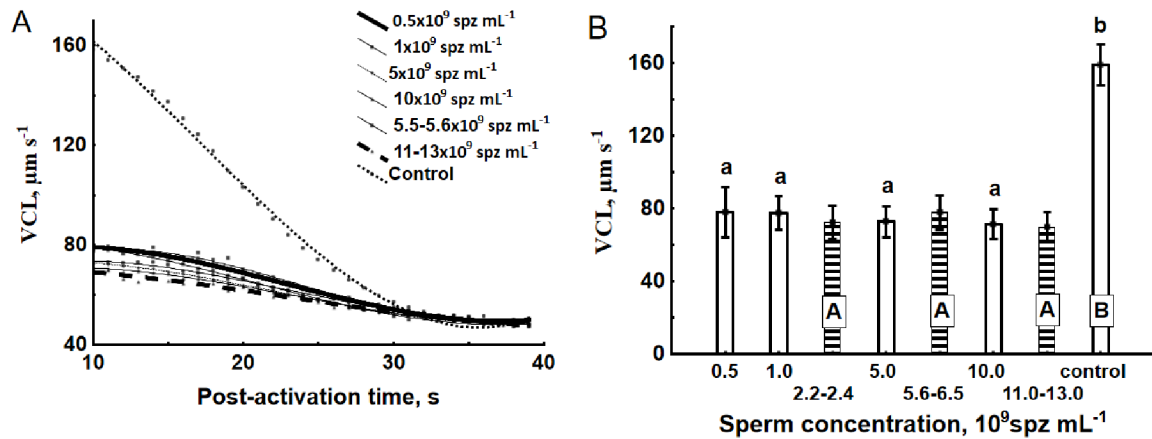 A
160
120
80
40
10
20
30
40
VCL, µm s-1
Post-activation time, s
0.5x10⁹ spz mL⁻¹
1x10⁹ spz mL⁻¹
5x10⁹ spz mL⁻¹
10x10⁹ spz mL⁻¹
5.5-5.6x10⁹ spz mL⁻¹
11-13x10⁹ spz mL⁻¹
Control
B
160
120
80
40
0
VCL, µm s-1
a
a
a
a
b
A
A
A
B
0.5
1.0
5.0
10.0
control
2.2-2.4
5.6-6.5
11.0-13.0
Sperm concentration, 10⁹spz mL⁻¹